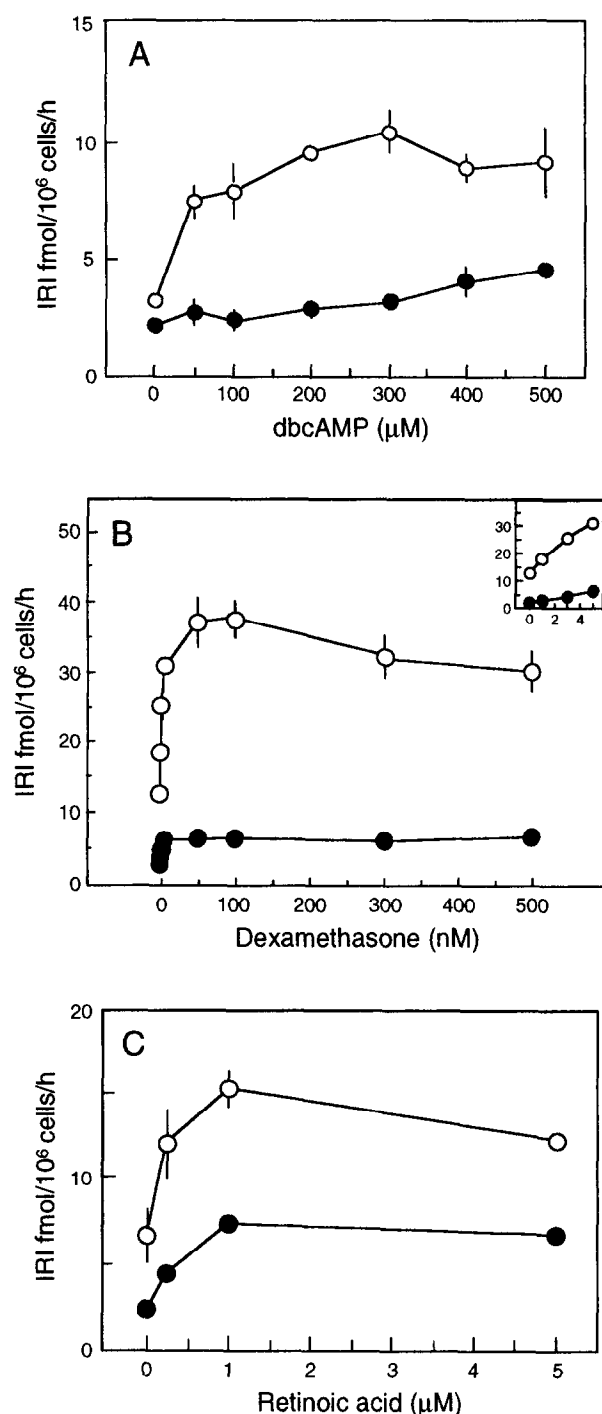 A
IRI fmol/10⁶ cells/h
15
10
5
0
0 100 200 300 400 500
dbcAMP (μM)
B
IRI fmol/10⁶ cells/h
50
40
30
20
10
0
30
20
10
0
0 2 4
0 100 200 300 400 500
Dexamethasone (nM)
C
IRI fmol/10⁶ cells/h
20
10
0
0 1 2 3 4 5
Retinoic acid (μM)